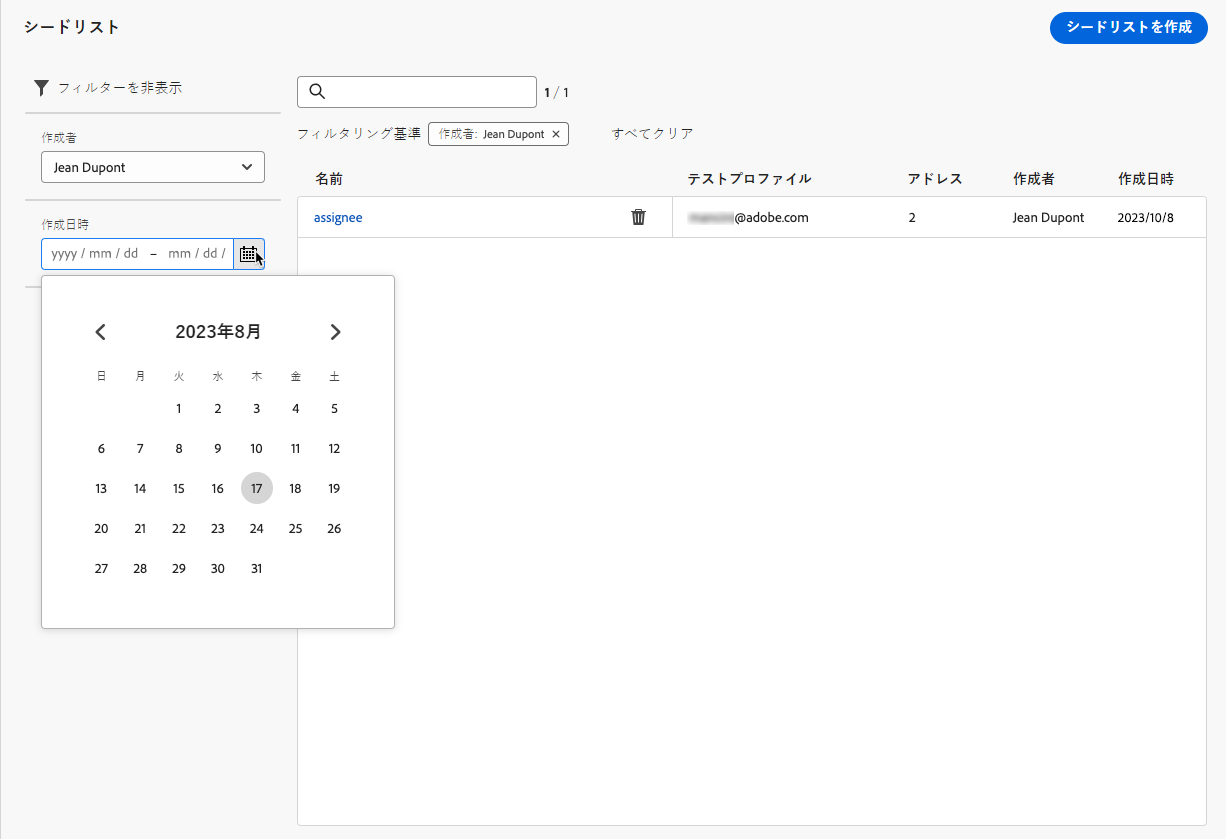 シードリスト
シードリストを作成
フィルターを非表示
1 / 1
作成者
フィルタリング基準 作成者: Jean Dupont × すべてクリア
Jean Dupont
名前 テストプロファイル アドレス 作成者 作成日時
assignee @adobe.com 2 Jean Dupont 2023/10/8
作成日時
yyyy / mm / dd – mm / dd /
2023年8月
日 月 火 水 木 金 土
1 2 3 4 5
6 7 8 9 10 11 12
13 14 15 16 17 18 19
20 21 22 23 24 25 26
27 28 29 30 31